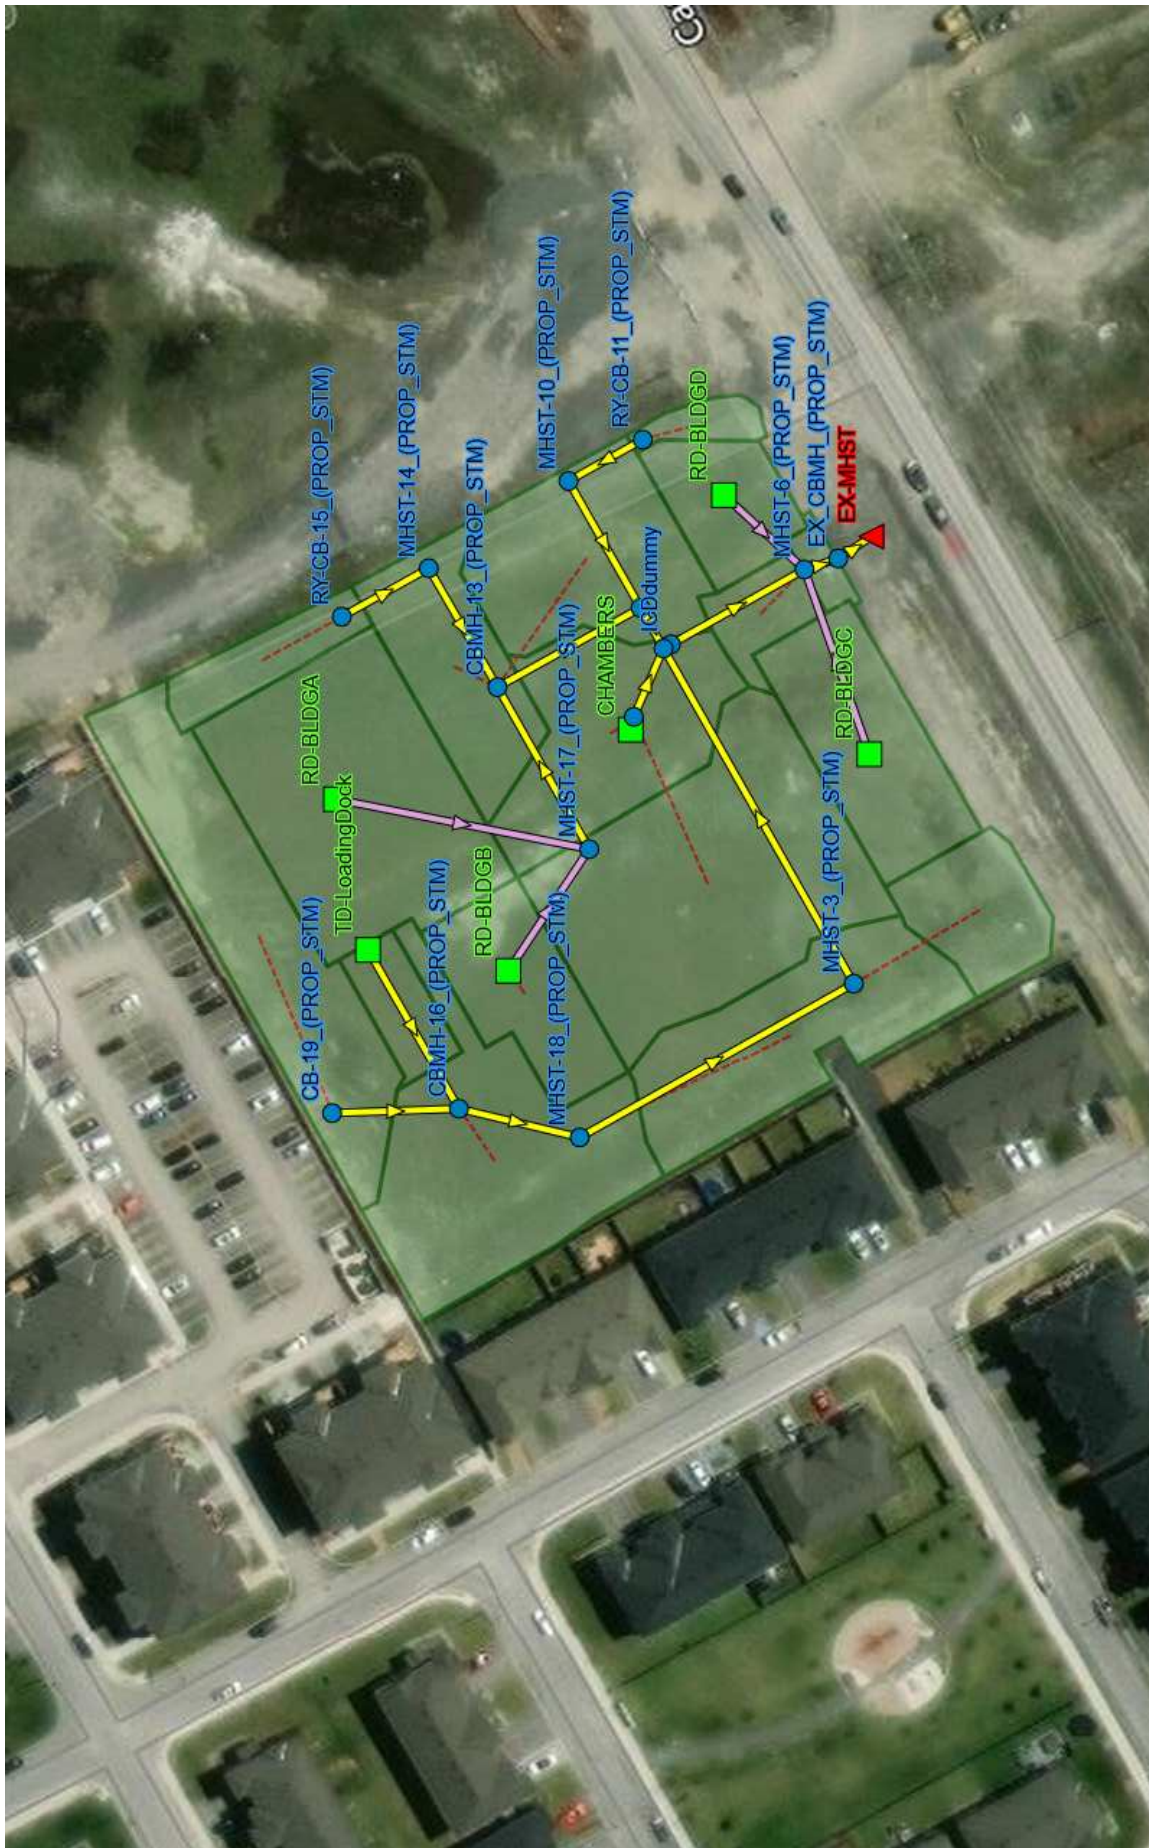 Ca
RY-CB-15_(PROP_STM)
MHST-14_(PROP_STM)
MHST-10_(PROP_STM)
RY-CB-11_(PROP_STM)
CBMH-13_(PROP_STM)
RD-BLDGD
MHST-6_(PROP_STM)
EX_CBMH_(PROP_STM)
EX-MHST
RD-BLDGA
TD-LoadingDock
MHST-17_(PROP_STM)
CHAMBERS
ICDdummy
RD-BLDGC
CB-19_(PROP_STM)
CBMH-16_(PROP_STM)
RD-BLDGB
MHST-18_(PROP_STM)
MHST-3_(PROP_STM)